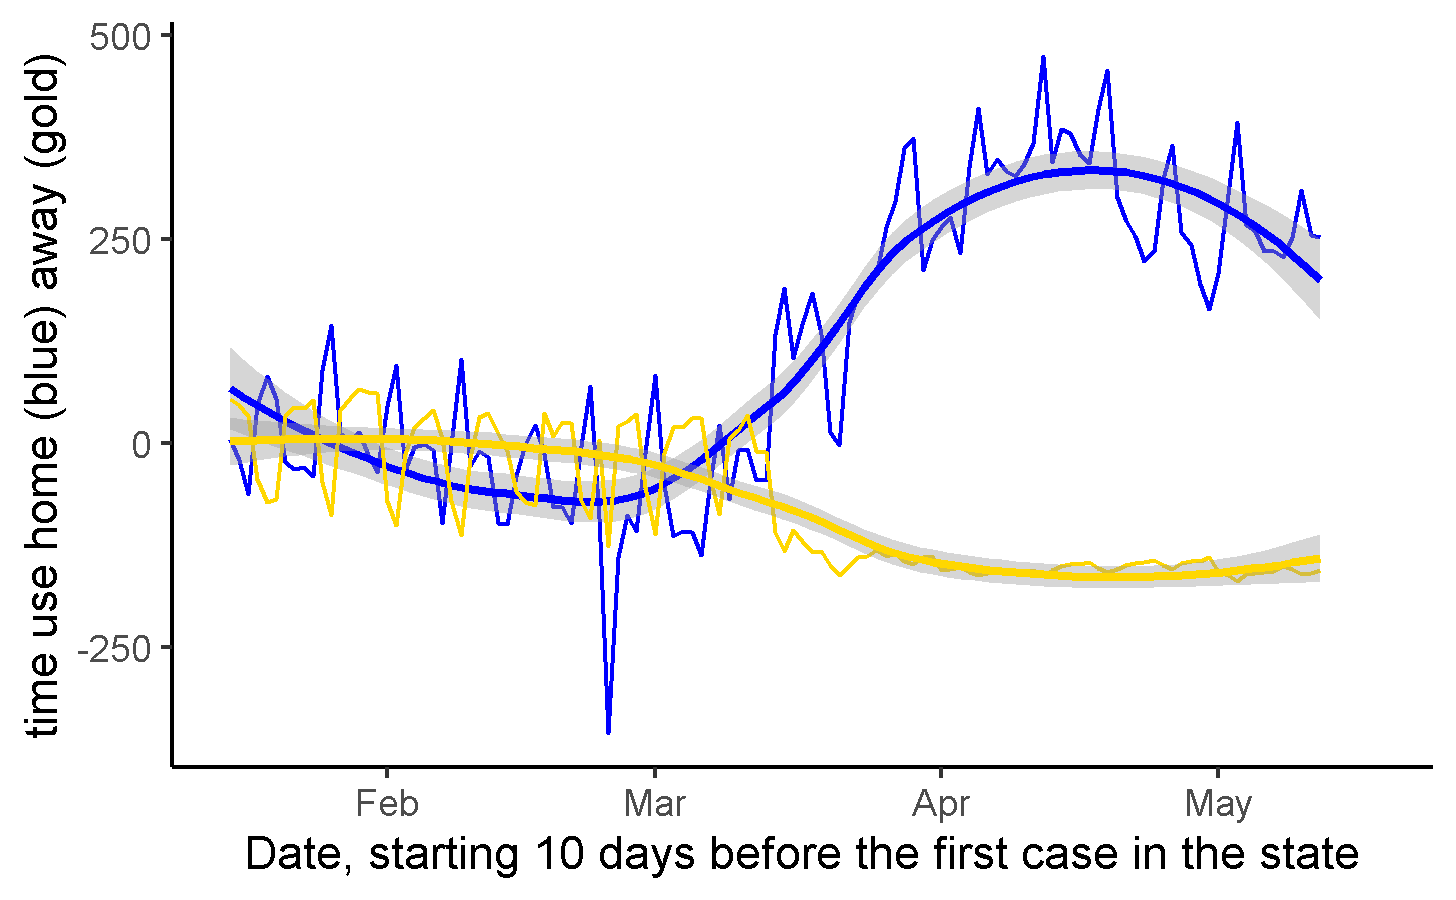 time use home (blue) away (gold)
500
250
0
-250
Feb Mar Apr May
Date, starting 10 days before the first case in the state